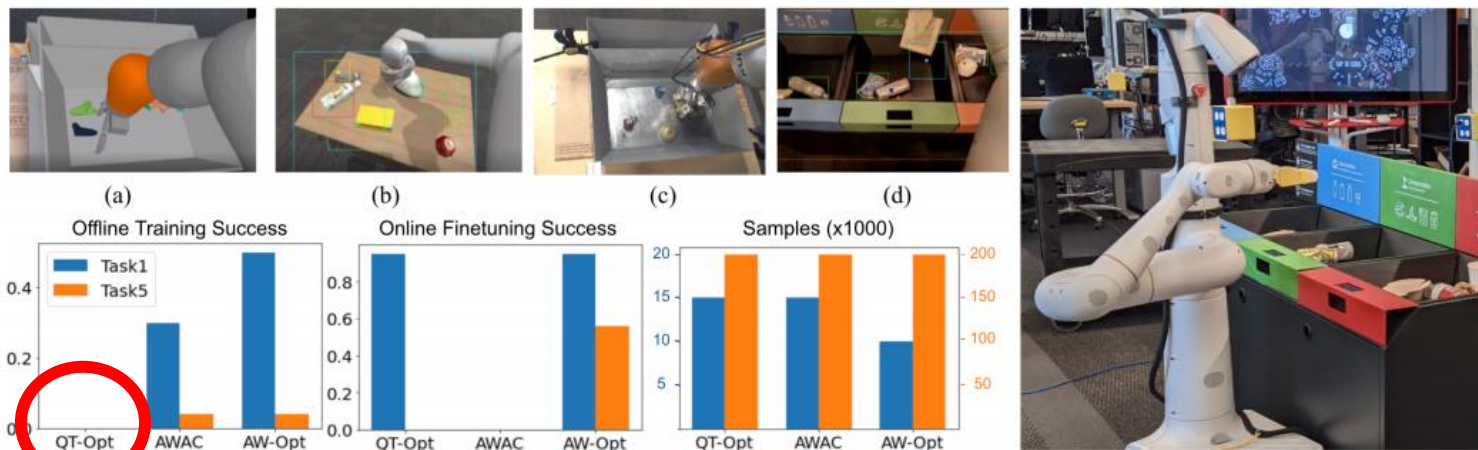 (a)
(b)
(c)
(d)
Offline Training Success
Task1
Task5
0.4
0.2
QT-Opt
AWAC
AW-Opt
Online Finetuning Success
0.8
0.6
0.4
0.2
0.0
QT-Opt
AWAC
AW-Opt
Samples (x1000)
20
15
10
5
200
150
100
50
QT-Opt
AWAC
AW-Opt